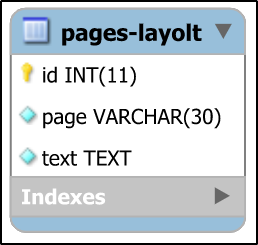 pages-layolt
id INT(11)
page VARCHAR(30)
text TEXT
Indexes